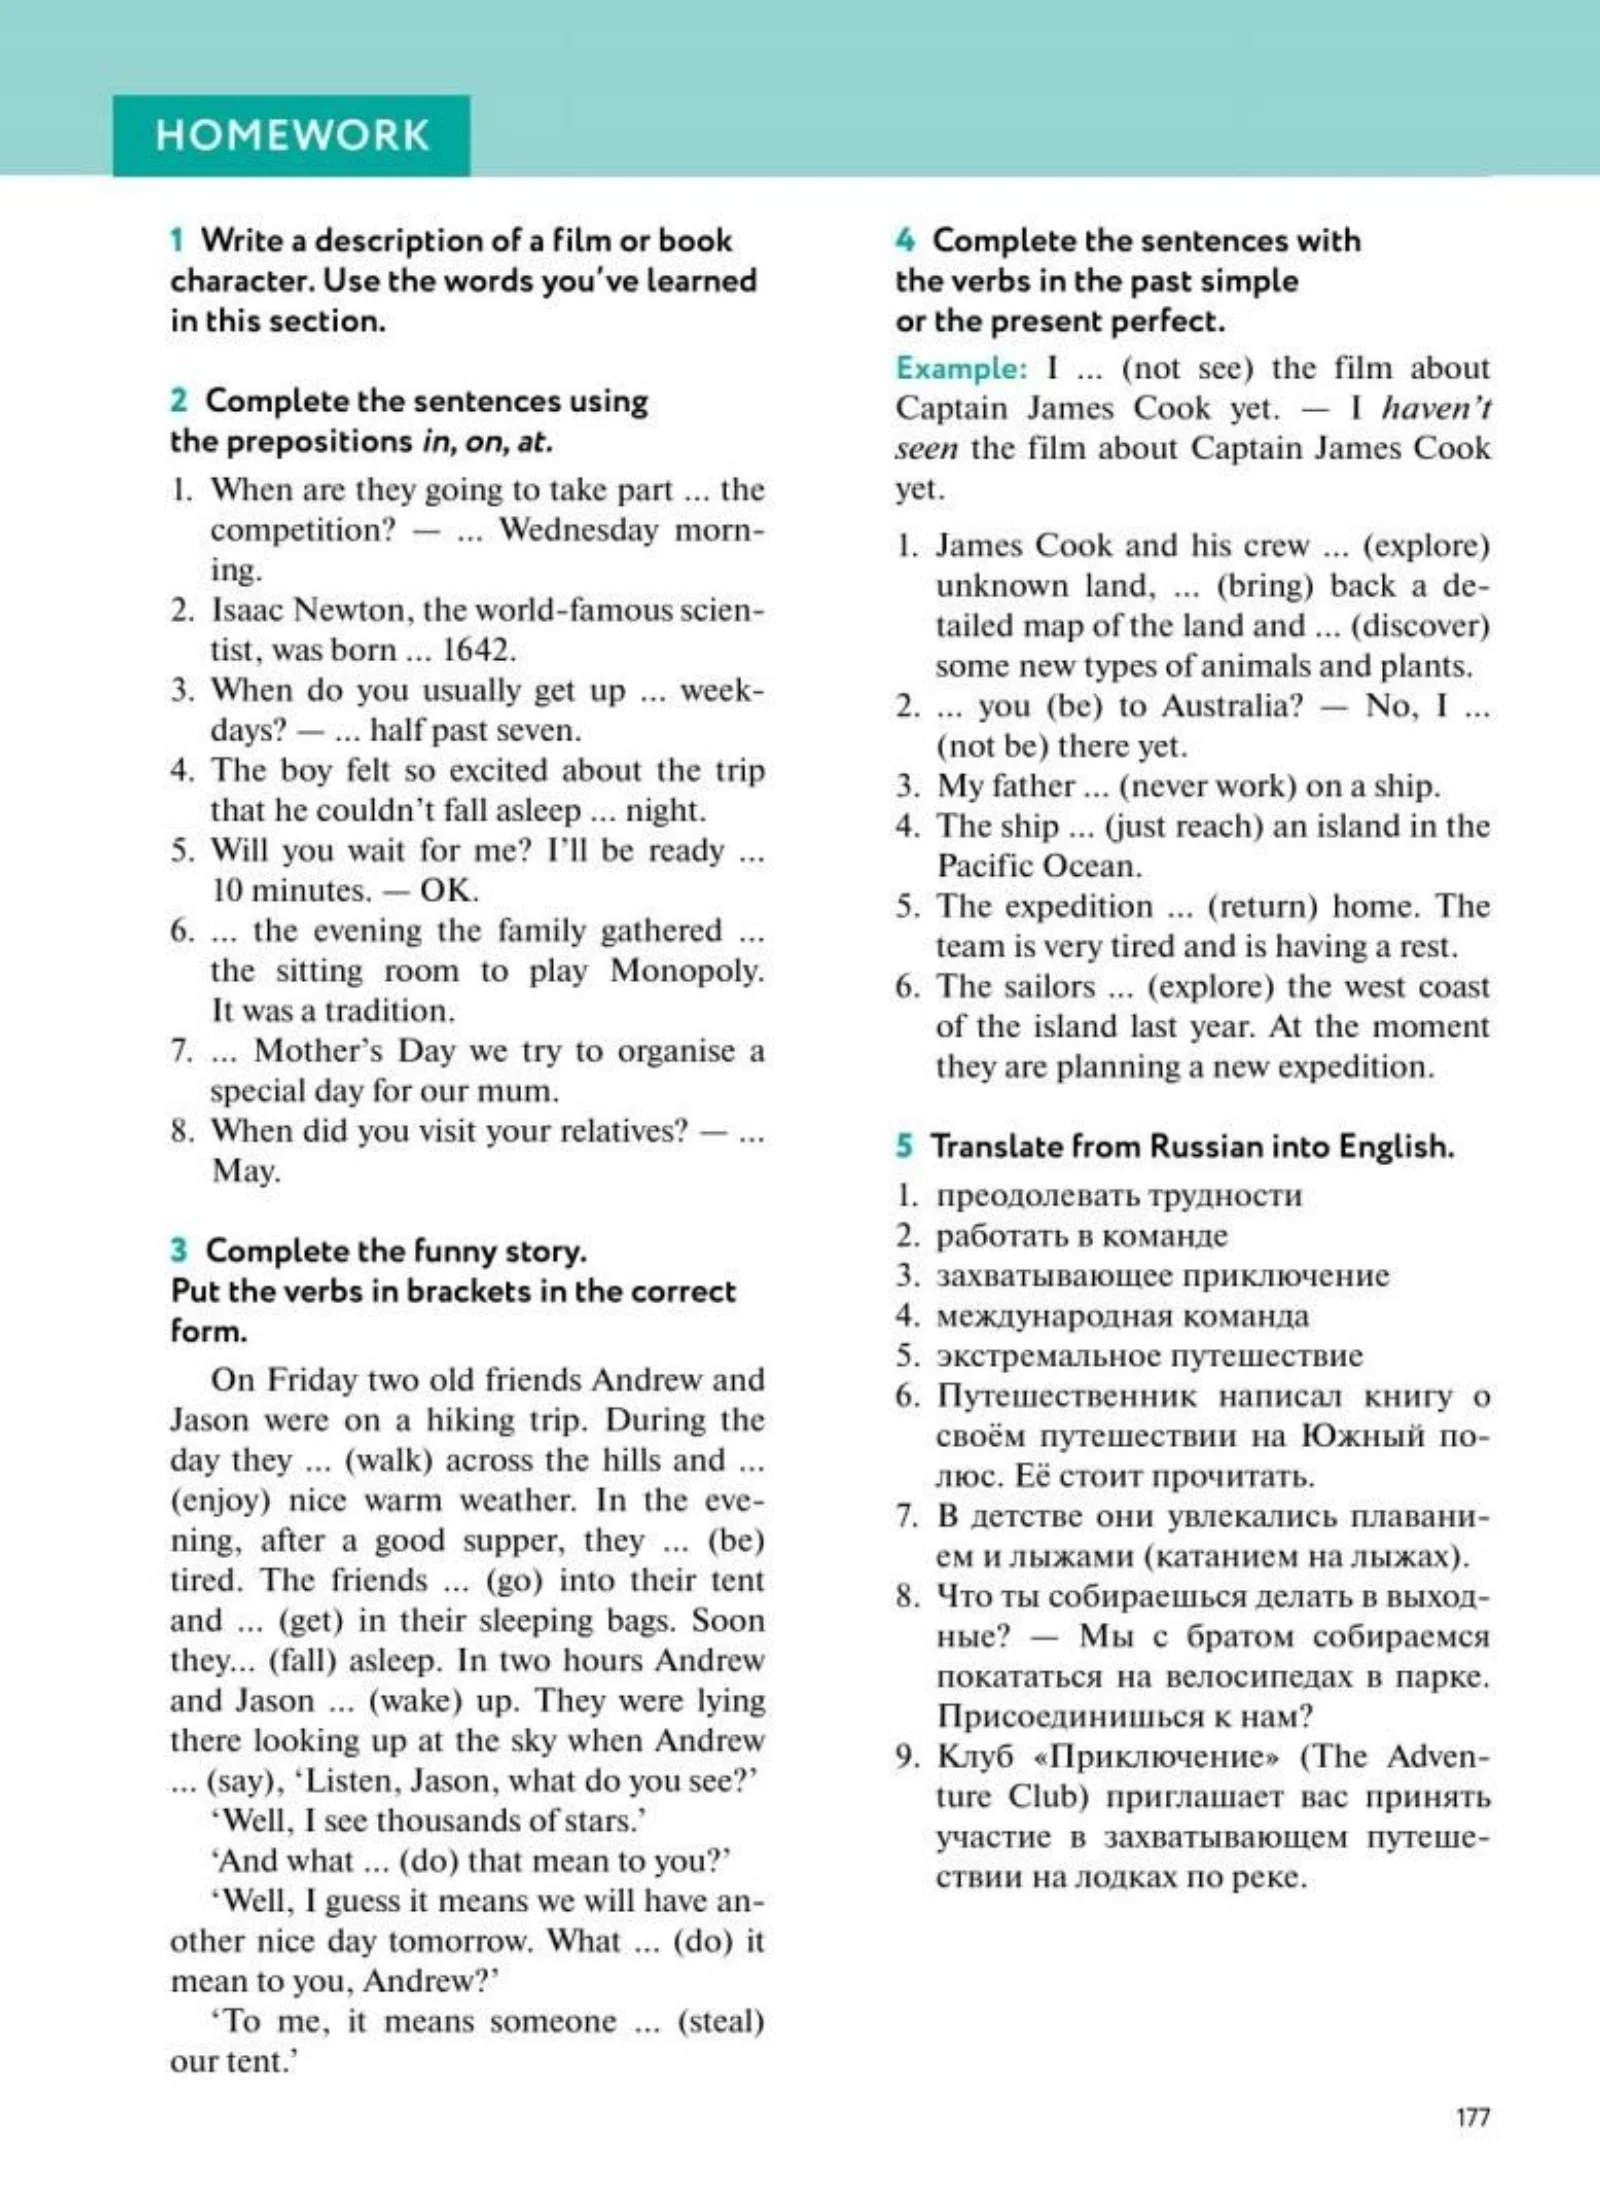 HOMEWORK
1 Write a description of a film or book
character. Use the words you've learned
in this section.
2 Complete the sentences using
the prepositions in, on, at.
1. When are they going to take part ... the
competition? — ... Wednesday morn-
ing.
2. Isaac Newton, the world-famous scien-
tist, was born ... 1642.
3. When do you usually get up ... week-
days? — ... half past seven.
4. The boy felt so excited about the trip
that he couldn't fall asleep ... night.
5. Will you wait for me? I'll be ready ...
10 minutes. — OK.
6. ... the evening the family gathered ...
the sitting room to play Monopoly.
It was a tradition.
7. ... Mother's Day we try to organise a
special day for our mum.
8. When did you visit your relatives? — ...
May.
3 Complete the funny story.
Put the verbs in brackets in the correct
form.
On Friday two old friends Andrew and
Jason were on a hiking trip. During the
day they ... (walk) across the hills and ...
(enjoy) nice warm weather. In the eve-
ning, after a good supper, they ... (be)
tired. The friends ... (go) into their tent
and ... (get) in their sleeping bags. Soon
they... (fall) asleep. In two hours Andrew
and Jason ... (wake) up. They were lying
there looking up at the sky when Andrew
... (say), 'Listen, Jason, what do you see?'
'Well, I see thousands of stars.'
'And what ... (do) that mean to you?'
'Well, I guess it means we will have an-
other nice day tomorrow. What ... (do) it
mean to you, Andrew?'
'To me, it means someone ... (steal)
our tent.'
4 Complete the sentences with
the verbs in the past simple
or the present perfect.
Example: I ... (not see) the film about
Captain James Cook yet. — I haven't
seen the film about Captain James Cook
yet.
1. James Cook and his crew ... (explore)
unknown land, ... (bring) back a de-
tailed map of the land and ... (discover)
some new types of animals and plants.
2. ... you (be) to Australia? — No, I ...
(not be) there yet.
3. My father ... (never work) on a ship.
4. The ship ... (just reach) an island in the
Pacific Ocean.
5. The expedition ... (return) home. The
team is very tired and is having a rest.
6. The sailors ... (explore) the west coast
of the island last year. At the moment
they are planning a new expedition.
5 Translate from Russian into English.
1. преодолевать трудности
2. работать в команде
3. захватывающее приключение
4. международная команда
5. экстремальное путешествие
6. Путешественник написал книгу о
своём путешествии на Южный по-
люс. Её стоит прочитать.
7. В детстве они увлекались плавани-
ем и лыжами (катанием на лыжах).
8. Что ты собираешься делать в выход-
ные? — Мы с братом собираемся
покататься на велосипедах в парке.
Присоединишься к нам?
9. Клуб «Приключение» (The Adven-
ture Club) приглашает вас принять
участие в захватывающем путеше-
ствии на лодках по реке.
177